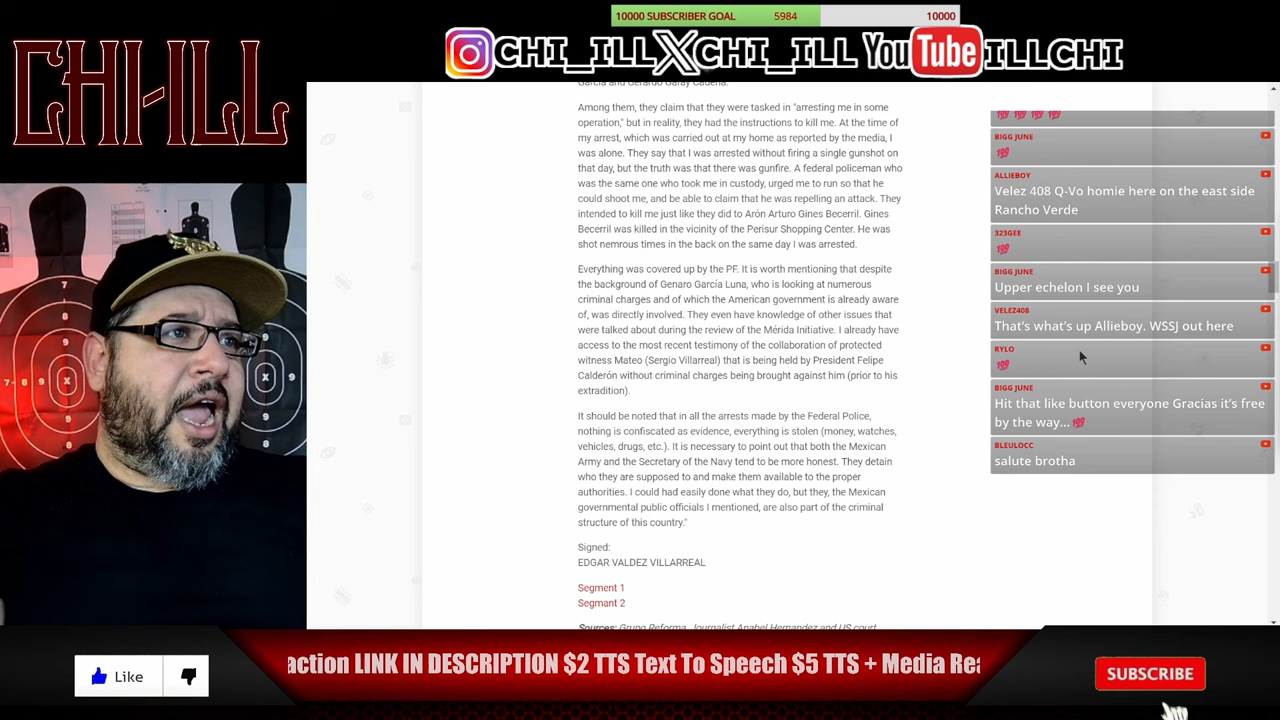 10000 SUBSCRIBER GOAL 5984 10000
CHI-ILL
CHI_ILL CHI_ILL YouTube ILLCHI
Garcia and Gerardo Garay Cadena.
Among them, they claim that they were tasked in "arresting me in some
operation," but in reality, they had the instructions to kill me. At the time of
my arrest, which was carried out at my home as reported by the media, I
was alone. They say that I was arrested without firing a single gunshot on
that day, but the truth was that there was gunfire. A federal policeman who
was the same one who took me in custody, urged me to run so that he
could shoot me, and be able to claim that he was repelling an attack. They
intended to kill me just like they did to Arón Arturo Gines Becerril. Gines
Becerril was killed in the vicinity of the Perisur Shopping Center. He was
shot nemrous times in the back on the same day I was arrested.
Everything was covered up by the PF. It is worth mentioning that despite
the background of Genaro García Luna, who is looking at numerous
criminal charges and of which the American government is already aware
of, was directly involved. They even have knowledge of other issues that
were talked about during the review of the Mérida Initiative. I already have
access to the most recent testimony of the collaboration of protected
witness Mateo (Sergio Villarreal) that is being held by President Felipe
Calderón without criminal charges being brought against him (prior to his
extradition).
It should be noted that in all the arrests made by the Federal Police,
nothing is confiscated as evidence, everything is stolen (money, watches,
vehicles, drugs, etc.). It is necessary to point out that both the Mexican
Army and the Secretary of the Navy tend to be more honest. They detain
who they are supposed to and make them available to the proper
authorities. I could had easily done what they do, but they, the Mexican
governmental public officials I mentioned, are also part of the criminal
structure of this country."
Signed:
EDGAR VALDEZ VILLARREAL
Segment 1
Segmant 2
Sources: Grupo Reforma, Journalist Anabel Hernandez and US court
💯 💯 💯 💯
BIGG JUNE
💯
ALLIEBOY
Velez 408 Q-Vo homie here on the east side
Rancho Verde
323GEE
💯
BIGG JUNE
Upper echelon I see you
VELEZ408
That's what's up Allieboy. WSSJ out here
RYLO
💯
BIGG JUNE
Hit that like button everyone Gracias it's free
by the way... 💯
BLEULOCC
salute brotha
7
8
9
7-8-9 X
X 9
8
9
Like
action LINK IN DESCRIPTION $2 TTS Text To Speech $5 TTS + Media Rea
SUBSCRIBE